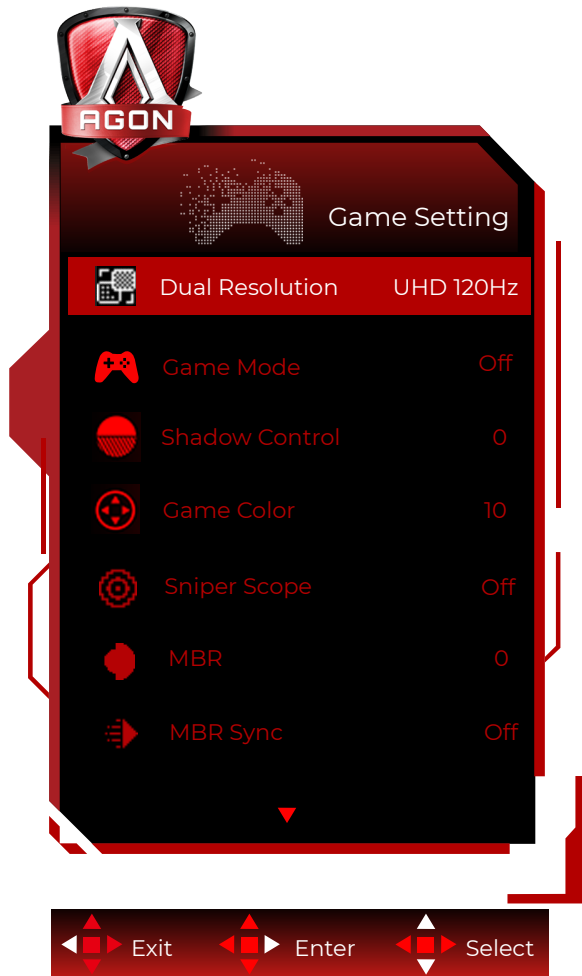 AGON
Game Setting
Dual Resolution UHD 120Hz
Game Mode Off
Shadow Control 0
Game Color 10
Sniper Scope Off
MBR 0
MBR Sync Off
Exit Enter Select